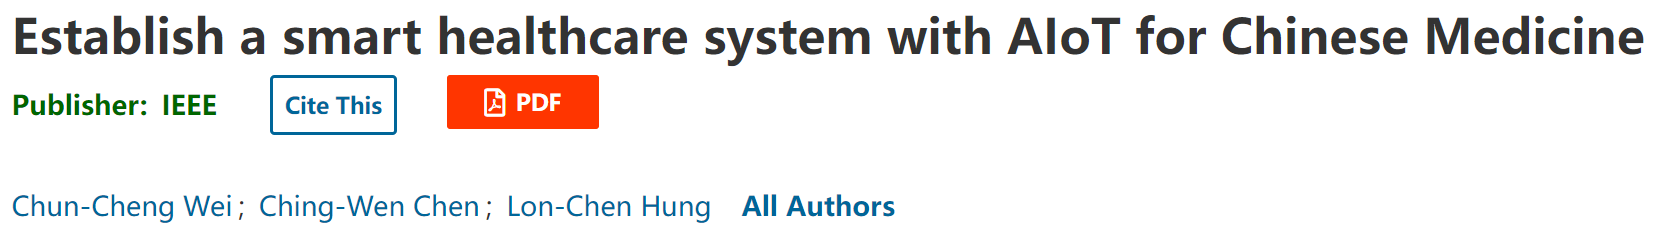 Establish a smart healthcare system with AIoT for Chinese Medicine
Publisher: IEEE Cite This PDF
Chun-Cheng Wei; Ching-Wen Chen; Lon-Chen Hung All Authors